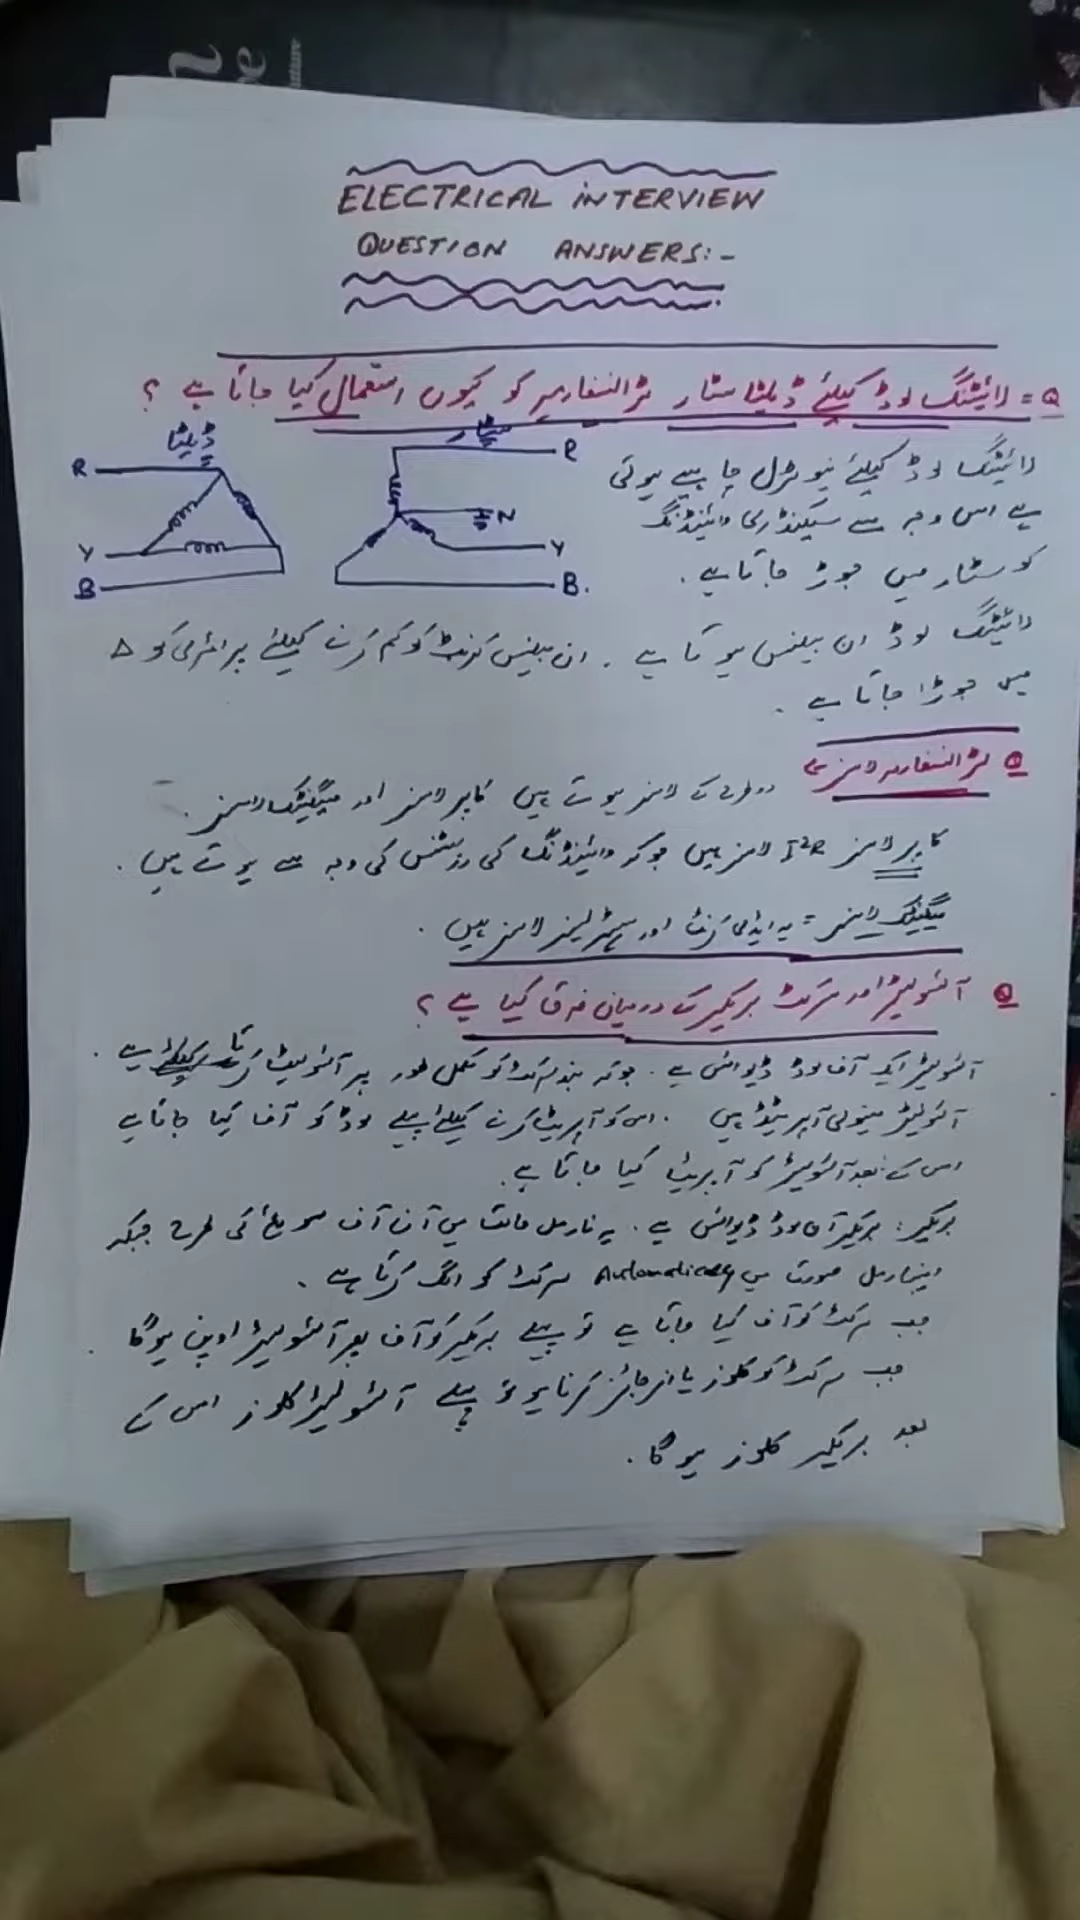 ELECTRICAL INTERVIEW
QUESTION ANSWERS:-
Q = لائیٹنگ لوڈ کیلئے ڈیلٹا سٹار ٹرانسفارمر کو کیوں استعمال کیا جاتا ہے ؟
ڈیلٹا
R
Y
B
سٹار
R
N
Y
B.
لائیٹنگ لوڈ کیلئے نیوٹرل چاہیے ہوتی
ہے اس وجہ سے سیکنڈری وائینڈنگ
کو سٹار میں جوڑ جاتا ہے .
لائیٹنگ لوڈ ان بیلنس ہوتا ہے . ان بیلنس کرنٹ کو کم کرنے کیلئے پرائمری کو Δ
میں جوڑا جاتا ہے .
Q ٹرانسفارمر لاسز
دو طرح کے لاسز ہوتے ہیں کاپر لاسز اور میگنیٹک لاسز .
کاپر لاسز I²R لاسز ہیں جو کہ وائینڈنگ کی رزسٹنس کی وجہ سے ہوتے ہیں .
میگنیٹک لاسز = یہ ایڈی کرنٹ اور ہسٹریسز لاسز ہیں .
Q آئسولیٹر اور سرکٹ بریکر کے درمیان فرق کیا ہے ؟
آئسولیٹر ایک آف لوڈ ڈیوائس ہے . جو کہ سرکٹ کو مکمل طور پر آئسولیٹ کرتا ہے .
آئسولیٹر مینولی آپریٹڈ ہیں . اس کو آپریٹ کرنے کیلئے پہلے لوڈ کو آف کیا جاتا ہے
اس کے بعد آئسولیٹر کو آپریٹ کیا جاتا ہے .
بریکر : بریکر آن لوڈ ڈیوائس ہے . یہ نارمل حالت میں آن آف سوئچ کی طرح جبکہ
ابنارمل صورت میں Automaticaly سرکٹ کو الگ کرتا ہے .
جب سرکٹ کو آف کیا جاتا ہے تو پہلے بریکر کو آف پھر آئسولیٹر اوپن ہوگا .
جب سرکٹ کو کلوز یا انرجائز کرنا ہو تو پہلے آئسولیٹر کلوز اس کے
بعد بریکر کلوز ہوگا .